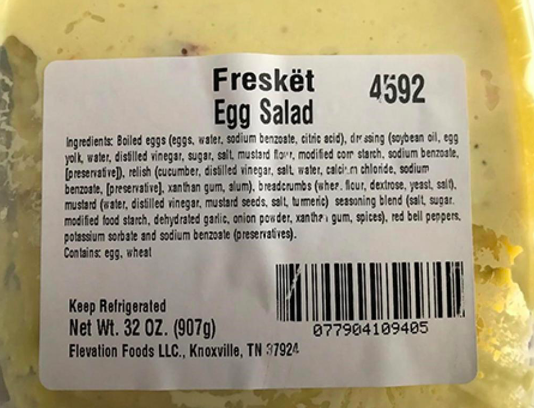 Freskët
Egg Salad
4592
Ingredients: Boiled eggs (eggs, water, sodium benzoate, citric acid), dressing (soybean oil, egg
yolk, water, distilled vinegar, sugar, salt, mustard flour, modified corn starch, sodium benzoate,
[preservative]), relish (cucumber, distilled vinegar, salt, water, calcium chloride, sodium
benzoate, [preservative], xanthan gum, alum), breadcrumbs (wheat flour, dextrose, yeast, salt),
mustard (water, distilled vinegar, mustard seeds, salt, turmeric) seasoning blend (salt, sugar,
modified food starch, dehydrated garlic, onion powder, xanthan gum, spices), red bell peppers,
potassium sorbate and sodium benzoate (preservatives).
Contains: egg, wheat
Keep Refrigerated
Net Wt. 32 OZ. (907g)
Elevation Foods LLC., Knoxville, TN 37924
077904109405